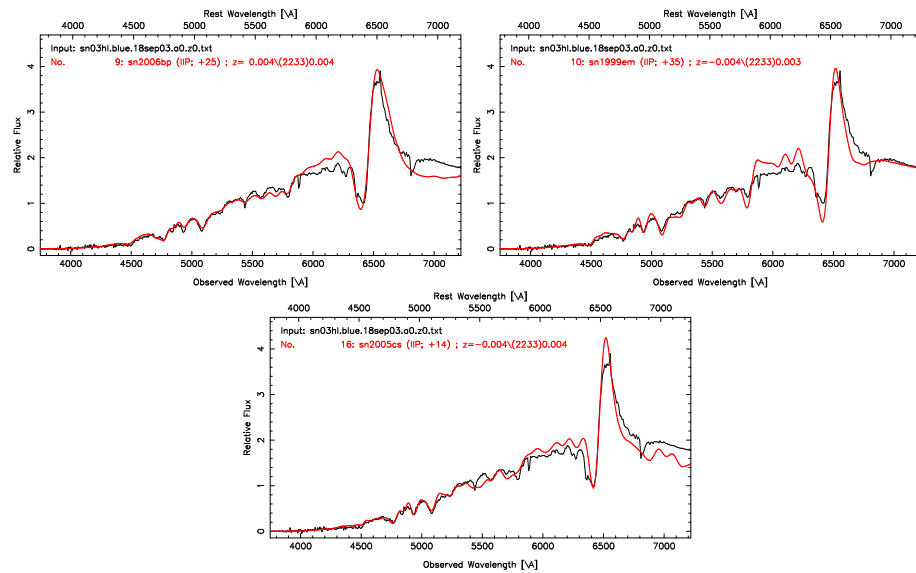 Rest Wavelength [\A]
4000 4500 5000 5500 6000 6500 7000
Input: sn03hl.blue.18sep03.a0.z0.txt
No. 9: sn2006bp (IIP; +25) ; z= 0.004\(2233)0.004
Relative Flux
0 1 2 3 4
4000 4500 5000 5500 6000 6500 7000
Observed Wavelength [\A]
Rest Wavelength [\A]
4000 4500 5000 5500 6000 6500 7000
Input: sn03hl.blue.18sep03.a0.z0.txt
No. 10: sn1999em (IIP; +35) ; z=-0.004\(2233)0.003
Relative Flux
0 1 2 3 4
4000 4500 5000 5500 6000 6500 7000
Observed Wavelength [\A]
Rest Wavelength [\A]
4000 4500 5000 5500 6000 6500 7000
Input: sn03hl.blue.18sep03.a0.z0.txt
No. 16: sn2005cs (IIP; +14) ; z=-0.004\(2233)0.004
Relative Flux
0 1 2 3 4
4000 4500 5000 5500 6000 6500 7000
Observed Wavelength [\A]